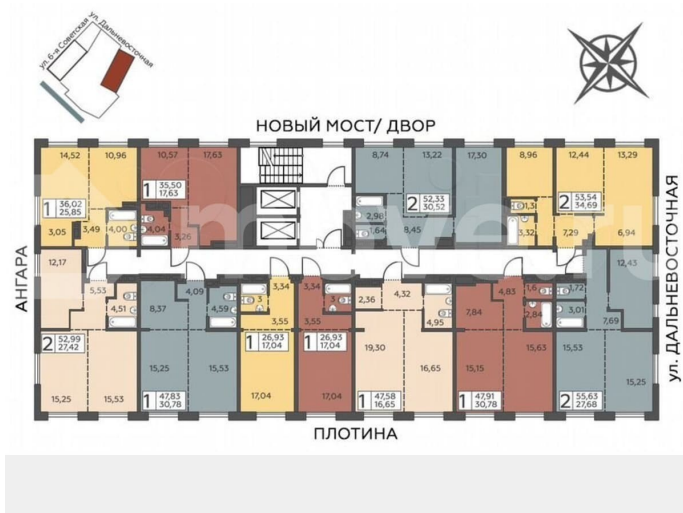 ул. 6-я Советская
ул. Дальневосточная
НОВЫЙ МОСТ/ ДВОР
АНГАРА
ул. ДАЛЬНЕВОСТОЧНАЯ
ПЛОТИНА
14,52 10,96
1 36,02 25,85
3,05 3,49 4,00
10,57 17,63
1 35,50 17,63
4,04 3,26
8,74 13,22 17,30
2 52,33 30,52
2,98
1,64 8,45
8,96 12,44 13,29
1,31
2 53,54 34,69
3,32 7,29 6,94
12,17
5,53
4,51
2 52,99 27,42
15,25 15,53
4,09
8,37 4,59
15,25 15,53
1 47,83 30,78
3,34
3
3,55
1 26,93 17,04
17,04
3,34
3
3,55
1 26,93 17,04
17,04
2,36 4,32
4,95
19,30
16,65
1 47,58 16,65
4,83 1,6
7,84 2,84
15,15 15,63
1 47,91 30,78
12,43
1,72
3,01
7,69
15,53
15,25
2 55,63 27,68
move.ru